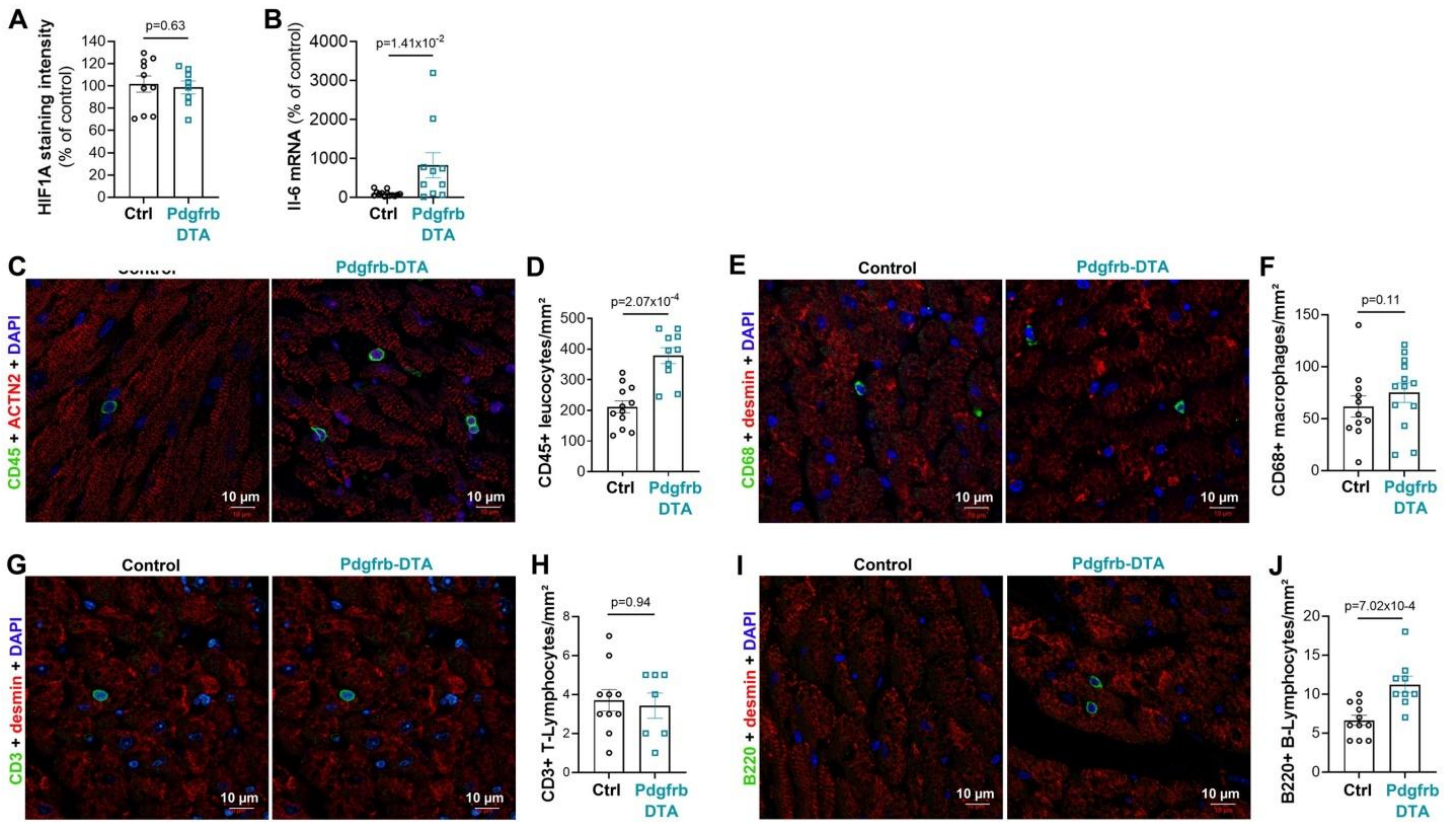 A
HIF1A staining intensity
(% of control)
p=0.63
140
120
100
80
60
40
20
0
Ctrl
Pdgfrb
DTA
B
Il-6 mRNA (% of control)
p=1.41x10-2
4000
3000
2000
1000
0
Ctrl
Pdgfrb
DTA
C
CD45 + ACTN2 + DAPI
Control
Pdgfrb-DTA
10 µm
10 µm
D
CD45+ leucocytes/mm²
p=2.07x10-4
500
400
300
200
100
0
Ctrl
Pdgfrb
DTA
E
CD68 + desmin + DAPI
Control
Pdgfrb-DTA
10 µm
10 µm
F
CD68+ macrophages/mm²
p=0.11
150
100
50
0
Ctrl
Pdgfrb
DTA
G
CD3 + desmin + DAPI
Control
Pdgfrb-DTA
10 µm
10 µm
H
CD3+ T-Lymphocytes/mm²
p=0.94
8
6
4
2
0
Ctrl
Pdgfrb
DTA
I
B220 + desmin + DAPI
Control
Pdgfrb-DTA
10 µm
10 µm
J
B220+ B-Lymphocytes/mm²
p=7.02x10-4
20
15
10
5
0
Ctrl
Pdgfrb
DTA